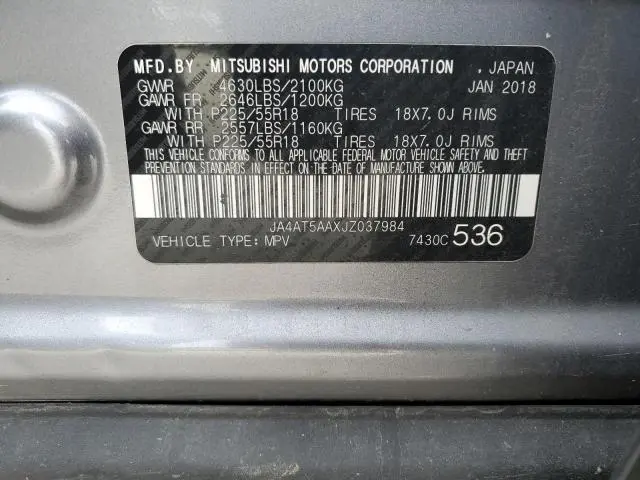 MFD.BY MITSUBISHI MOTORS CORPORATION , JAPAN
GVWR 4630LBS/2100KG JAN 2018
GAWR FR 2646LBS/1200KG
WITH P225/55R18 TIRES 18X7.0J RIMS
GAWR RR 2557LBS/1160KG
WITH P225/55R18 TIRES 18X7.0J RIMS
THIS VEHICLE CONFORMS TO ALL APPLICABLE FEDERAL MOTOR VEHICLE SAFETY AND THEFT
PREVENTION STANDARDS IN EFFECT ON THE DATE OF MANUFACTURE SHOWN ABOVE.
JA4AT5AAXJZ037984
VEHICLE TYPE: MPV 7430C 536